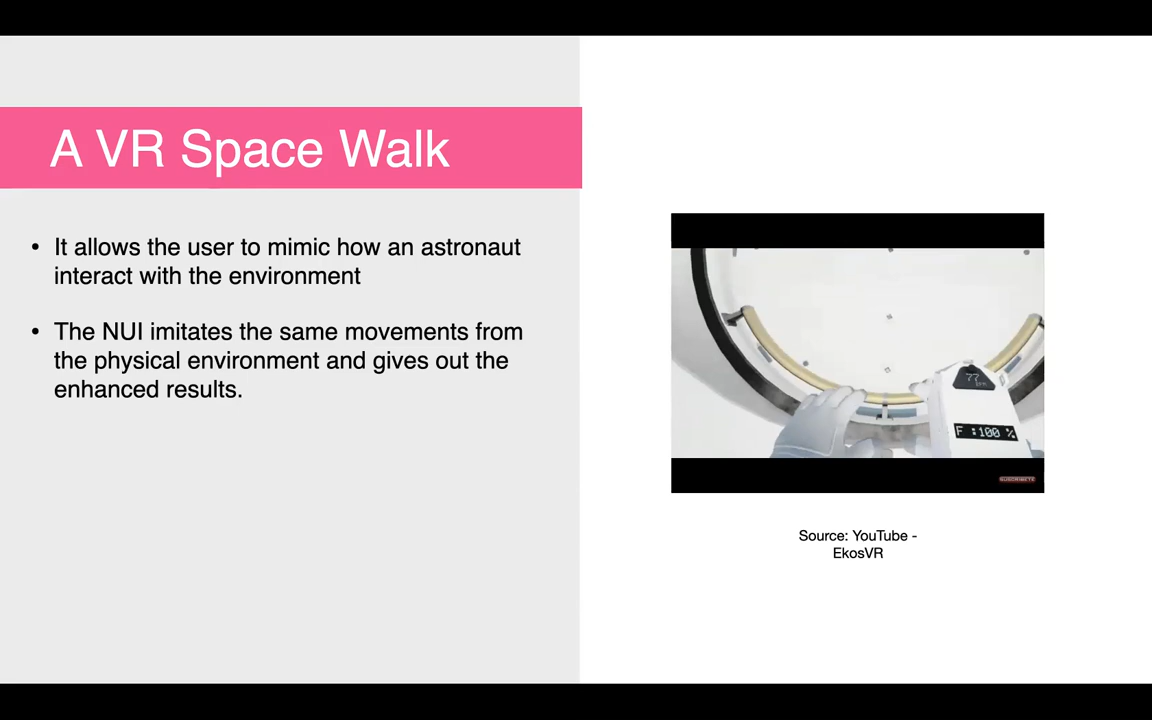 A VR Space Walk
• It allows the user to mimic how an astronaut
interact with the environment
• The NUI imitates the same movements from
the physical environment and gives out the
enhanced results.
77
F :100 %
SUSCRIBETE
Source: YouTube -
EkosVR